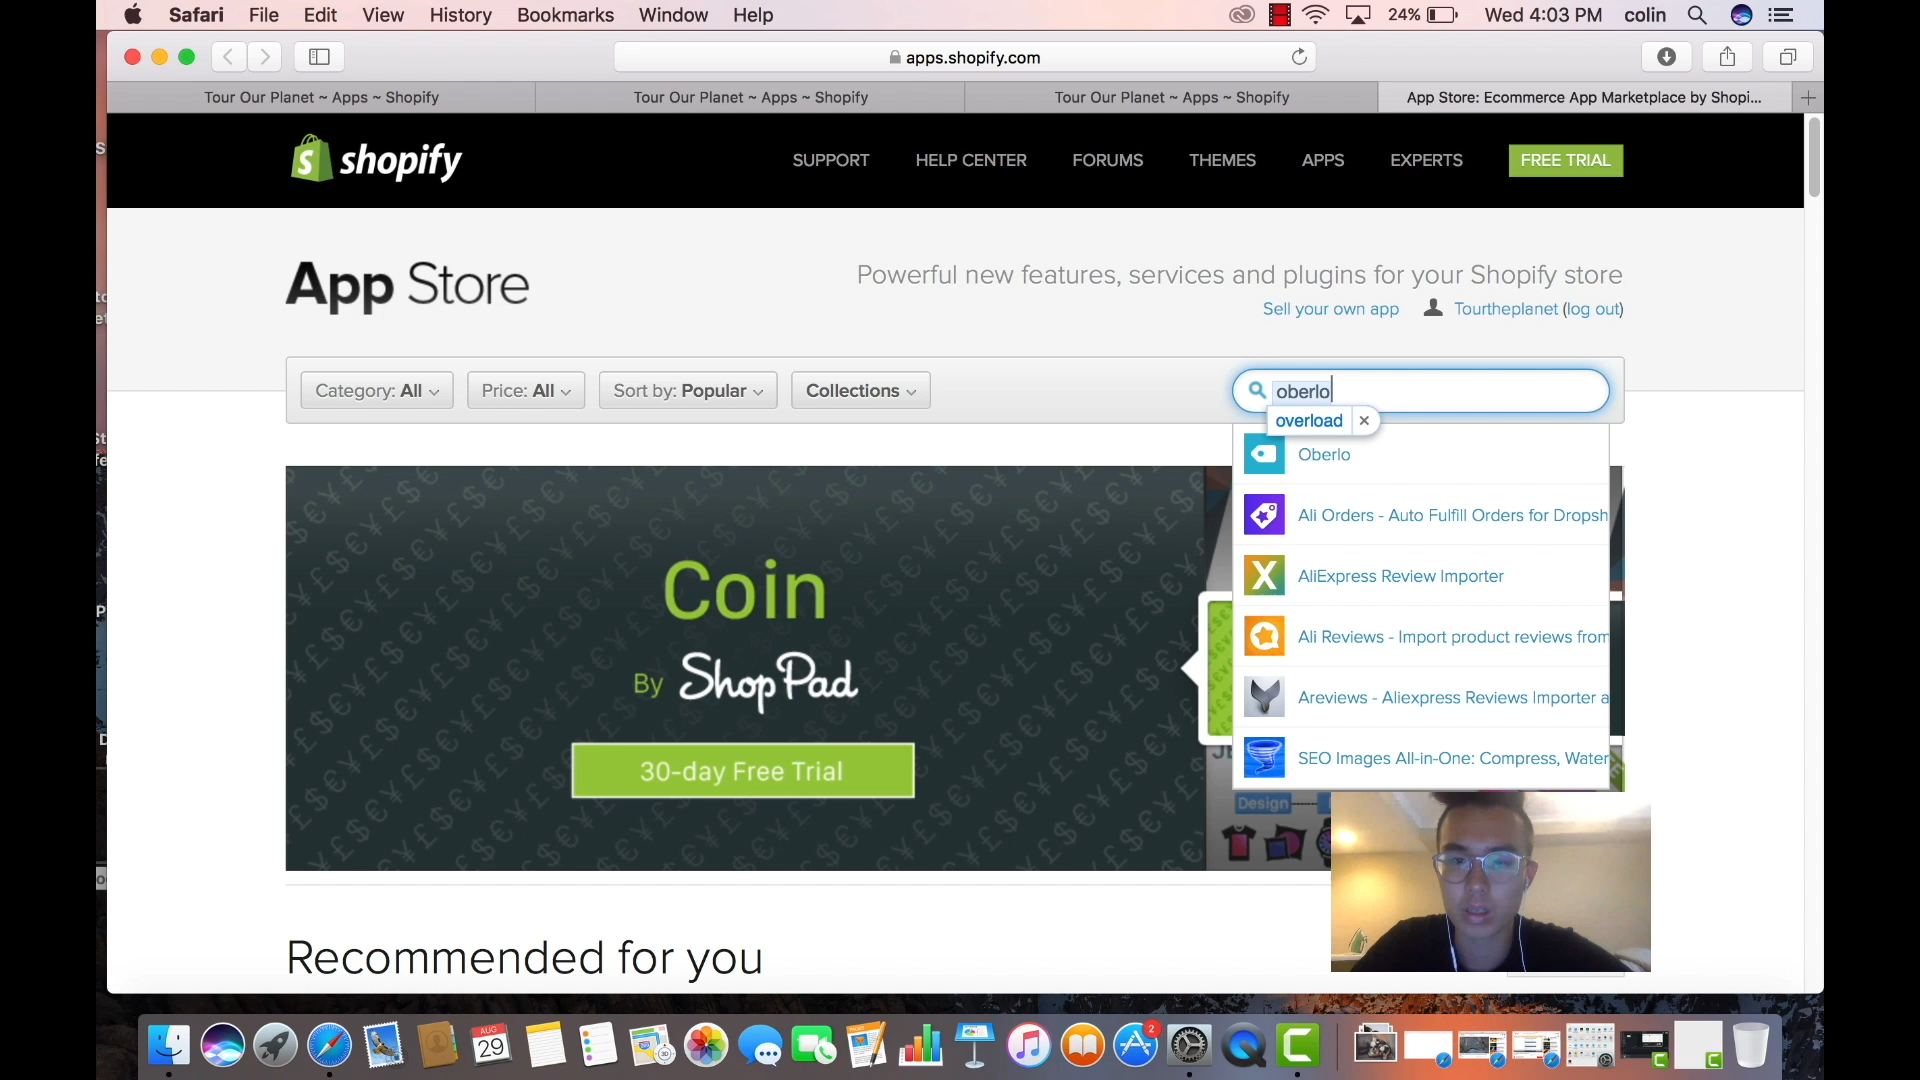 Safari File Edit View History Bookmarks Window Help 24% Wed 4:03 PM colin
apps.shopify.com
Tour Our Planet ~ Apps ~ Shopify Tour Our Planet ~ Apps ~ Shopify Tour Our Planet ~ Apps ~ Shopify App Store: Ecommerce App Marketplace by Shopi...
shopify SUPPORT HELP CENTER FORUMS THEMES APPS EXPERTS FREE TRIAL
App Store
Powerful new features, services and plugins for your Shopify store
Sell your own app Tourtheplanet (log out)
Category: All Price: All Sort by: Popular Collections oberlo
overload ×
Oberlo
Ali Orders - Auto Fulfill Orders for Dropsh
AliExpress Review Importer
Ali Reviews - Import product reviews from
Areviews - Aliexpress Reviews Importer a
SEO Images All-in-One: Compress, Water
Coin
By ShopPad
30-day Free Trial
Design
Recommended for you
AUG
29
2